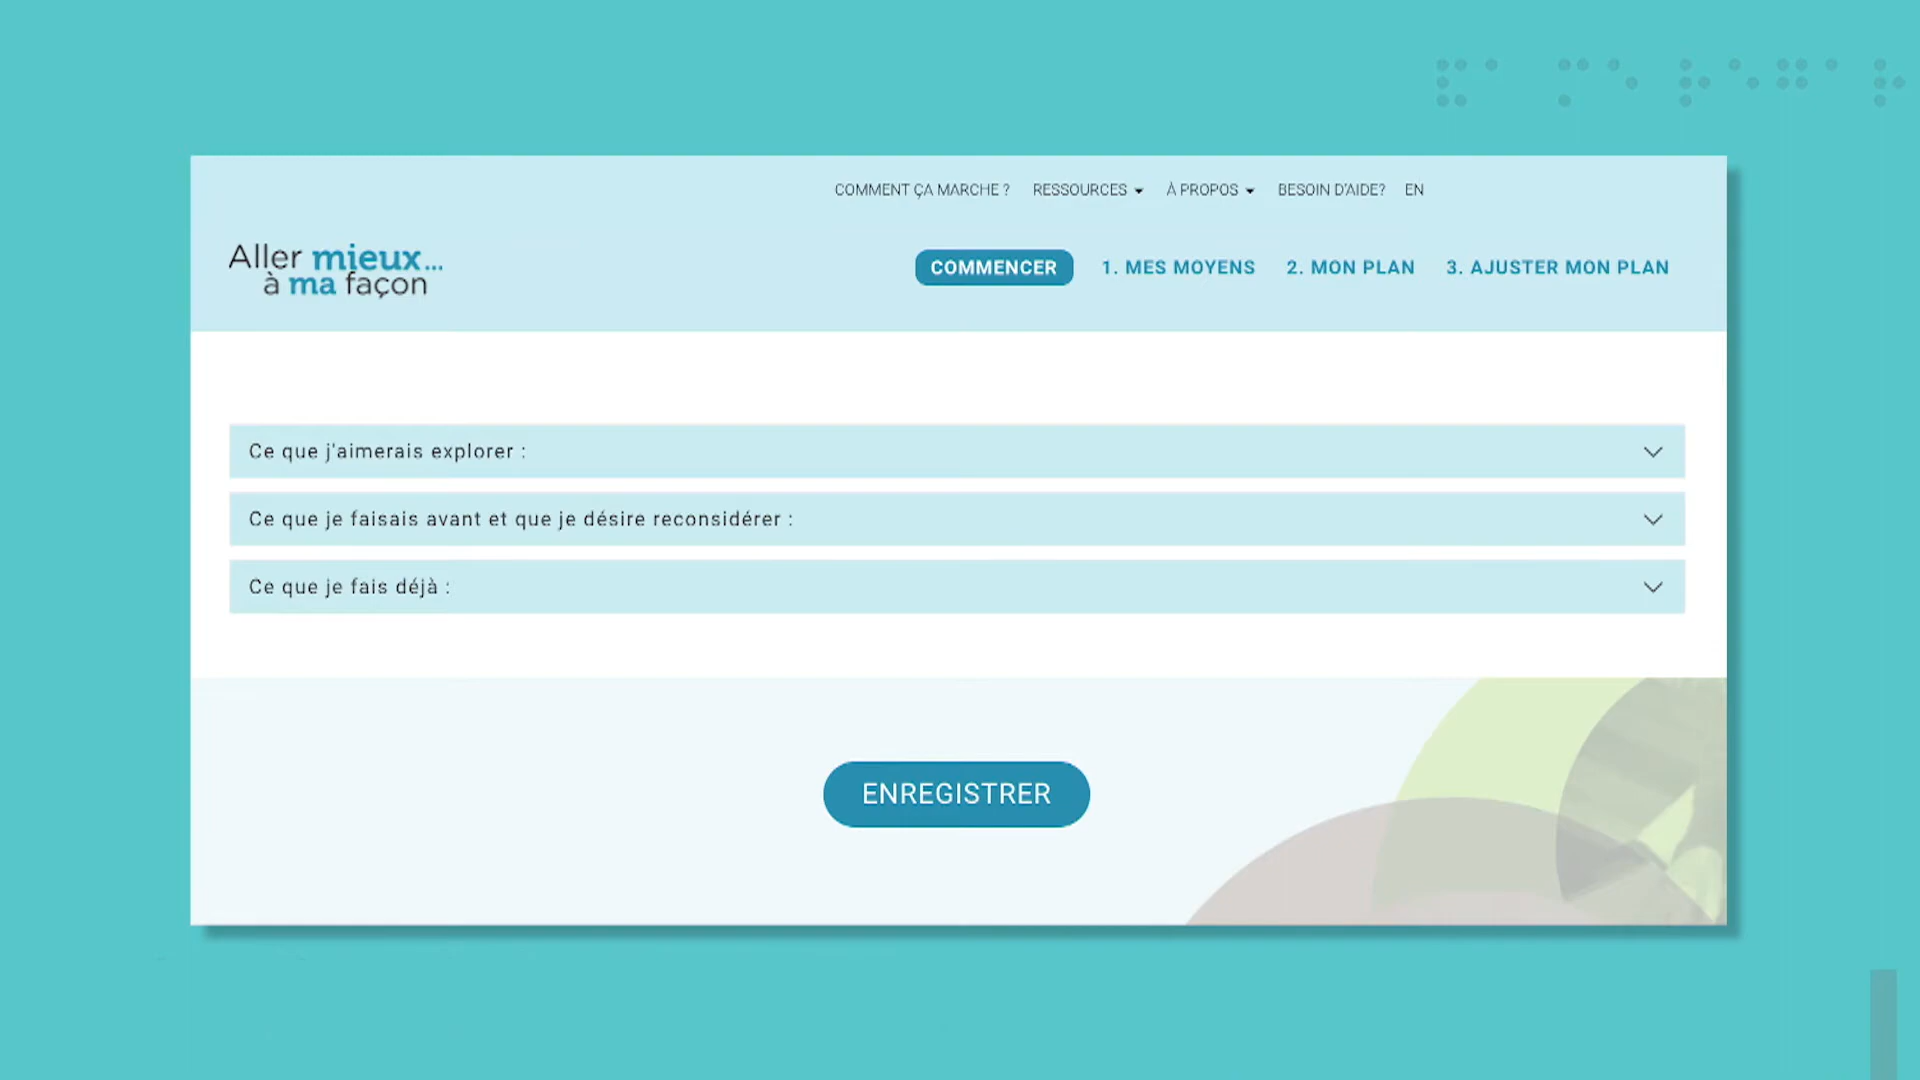 COMMENT ÇA MARCHE ? RESSOURCES À PROPOS BESOIN D'AIDE? EN
Aller mieux...
à ma façon
COMMENCER 1. MES MOYENS 2. MON PLAN 3. AJUSTER MON PLAN
Ce que j'aimerais explorer :
Ce que je faisais avant et que je désire reconsidérer :
Ce que je fais déjà :
ENREGISTRER